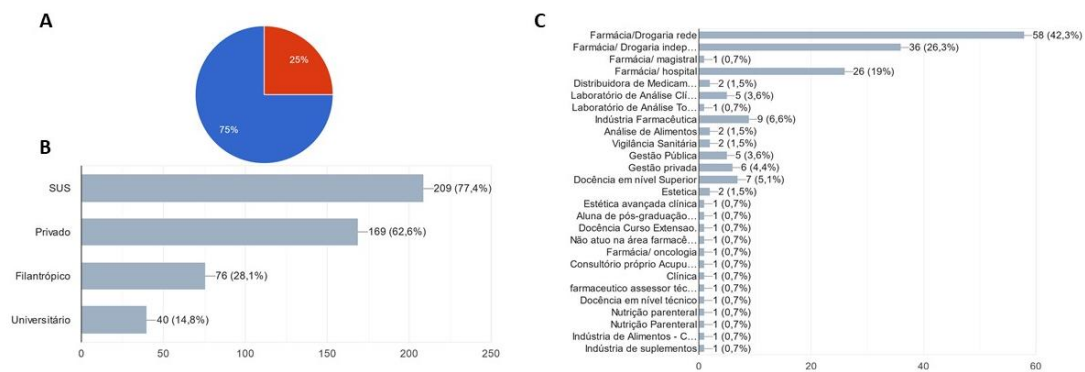 A
25%
75%
B
SUS
209 (77,4%)
Privado
169 (62,6%)
Filantrópico
76 (28,1%)
Universitário
40 (14,8%)
0 50 100 150 200 250
C
Farmácia/Drogaria rede 58 (42,3%)
Farmácia/ Drogaria indep... 36 (26,3%)
Farmácia/ magistral 1 (0,7%)
Farmácia/ hospital 26 (19%)
Distribuidora de Medicam... 2 (1,5%)
Laboratório de Análise Clí... 5 (3,6%)
Laboratório de Análise To... 1 (0,7%)
Indústria Farmacêutica 9 (6,6%)
Análise de Alimentos 2 (1,5%)
Vigilância Sanitária 2 (1,5%)
Gestão Pública 5 (3,6%)
Gestão privada 6 (4,4%)
Docência em nível Superior 7 (5,1%)
Estetica 2 (1,5%)
Estética avançada clínica 1 (0,7%)
Aluna de pós-graduação... 1 (0,7%)
Docência Curso Extensao. 1 (0,7%)
Não atuo na área farmacê... 1 (0,7%)
Farmácia/ oncologia 1 (0,7%)
Consultório próprio Acupu... 1 (0,7%)
Clínica 1 (0,7%)
farmaceutico assessor téc... 1 (0,7%)
Docência em nível técnico 1 (0,7%)
Nutrição parenteral 1 (0,7%)
Nutrição Parenteral 1 (0,7%)
Indústria de Alimentos - C... 1 (0,7%)
Indústria de suplementos 1 (0,7%)
0 20 40 60